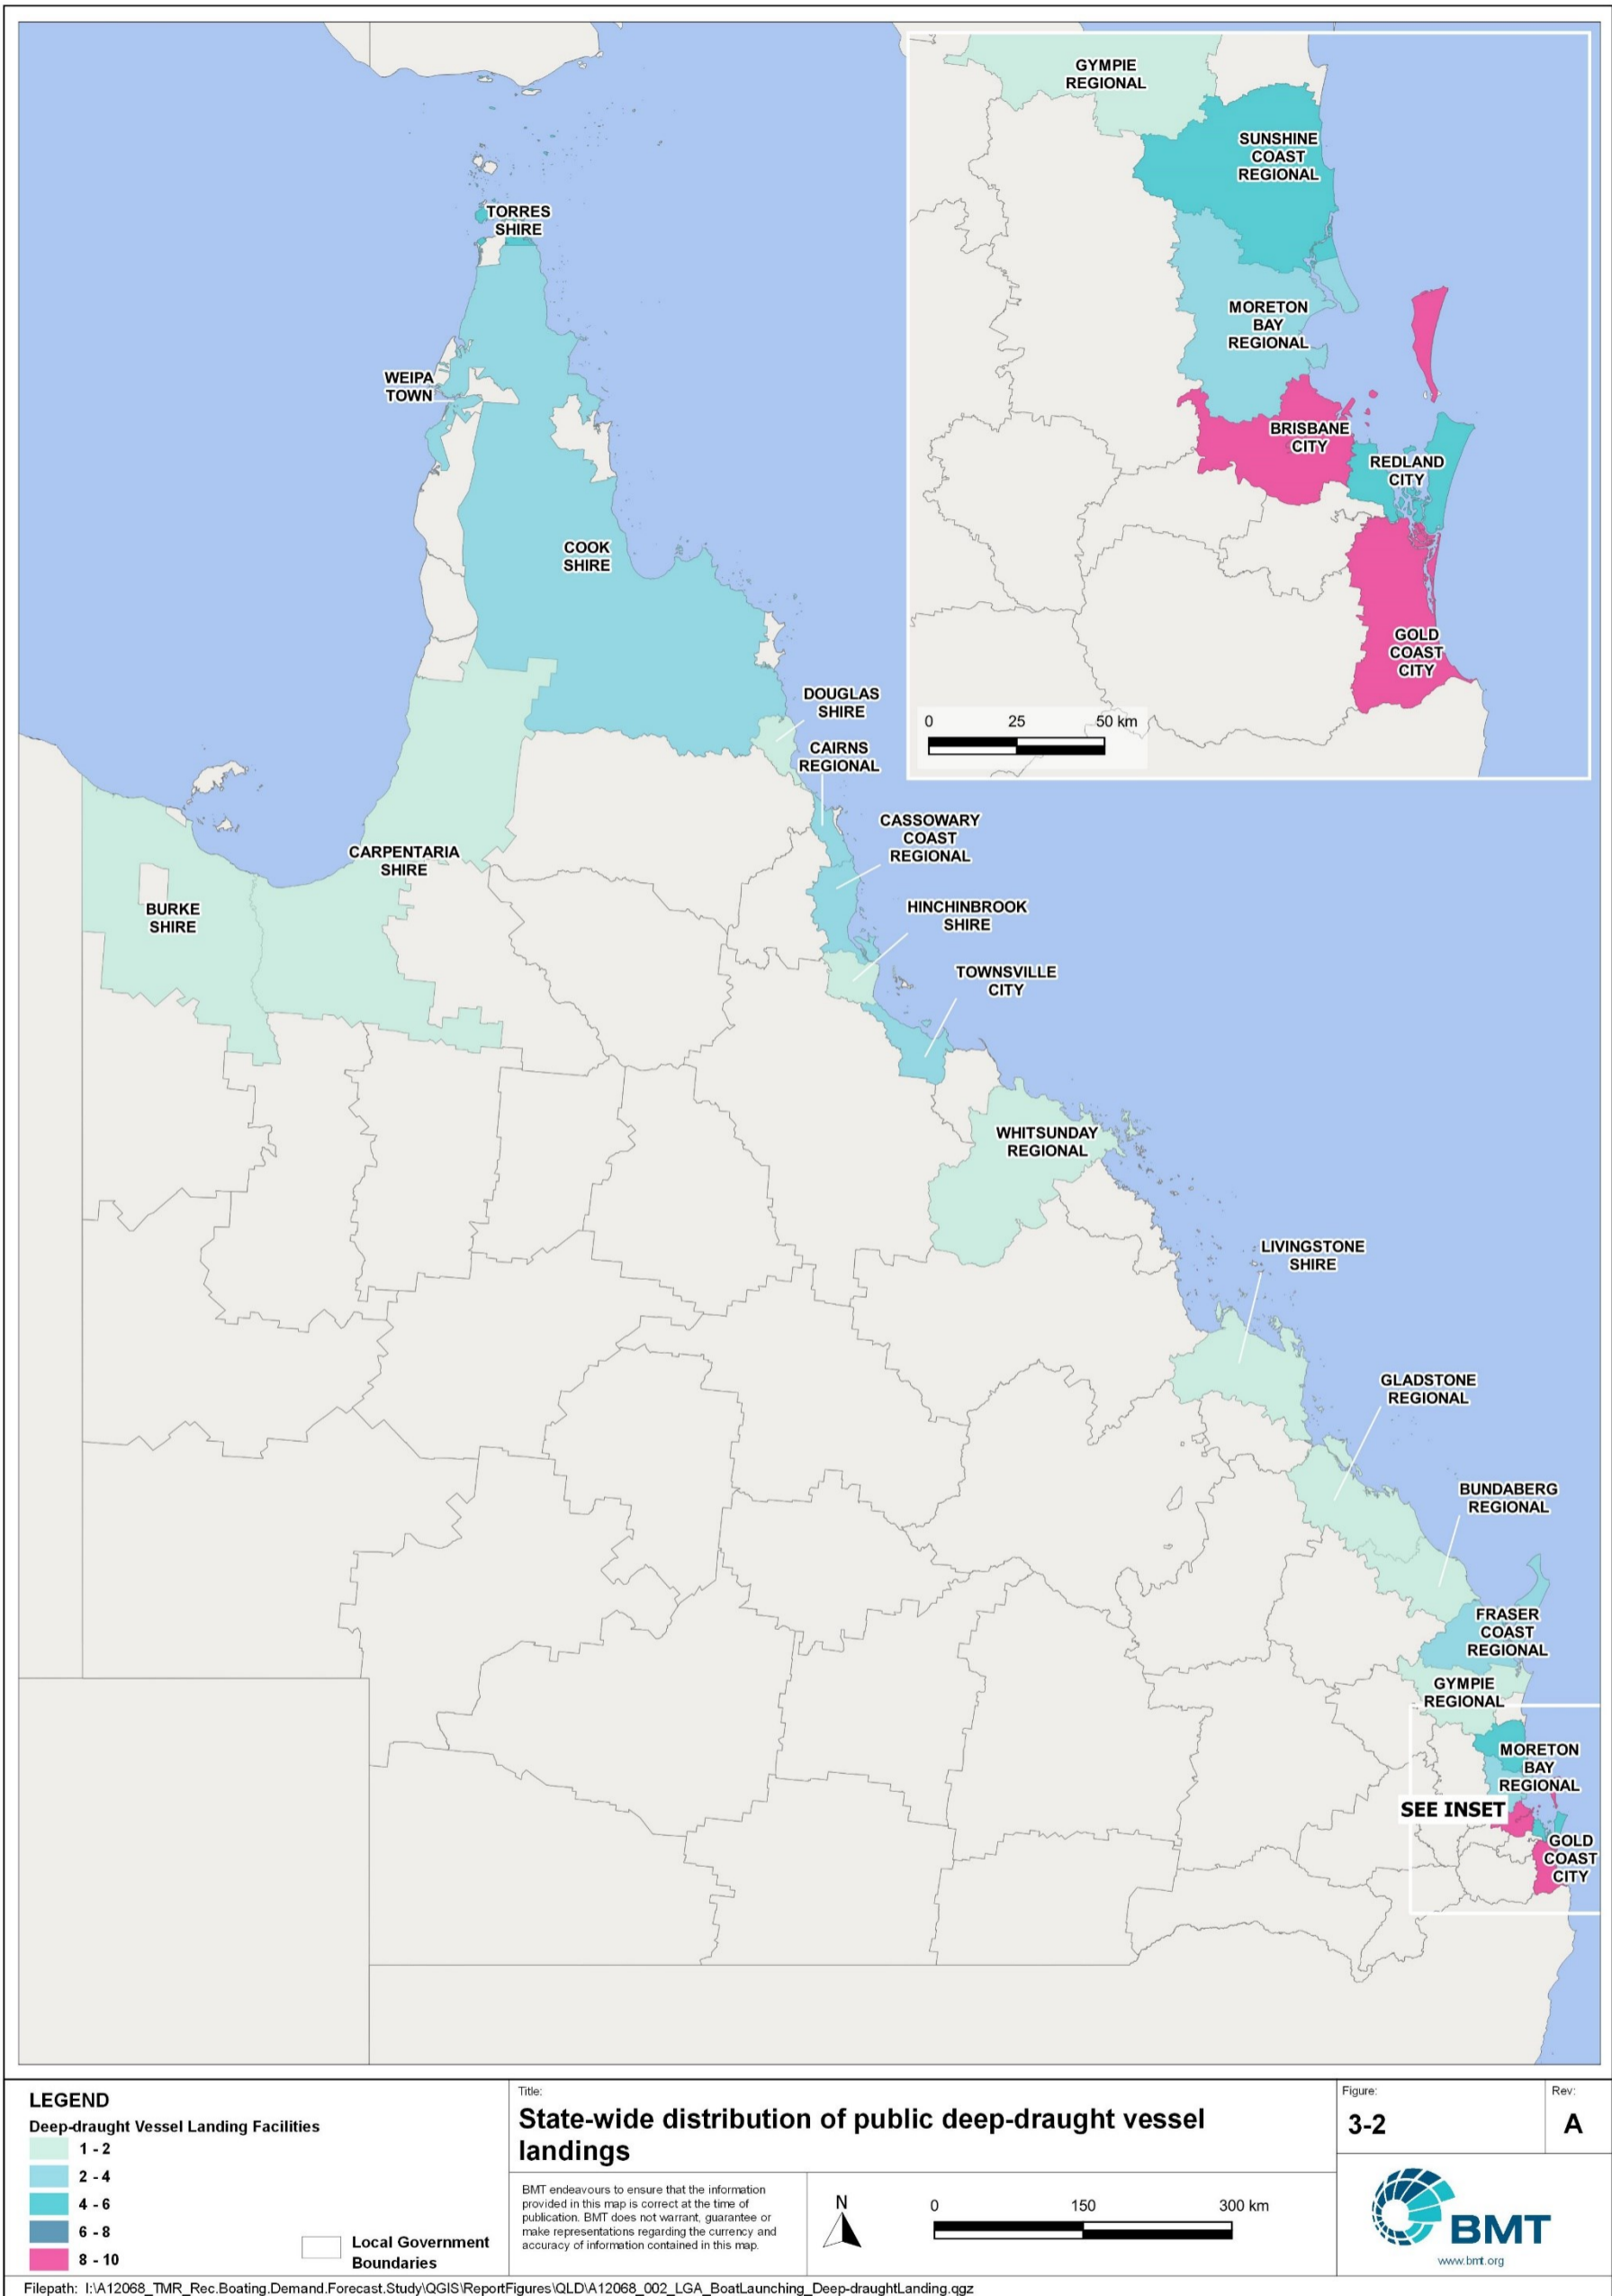 GYMPIE
REGIONAL
SUNSHINE
COAST
REGIONAL
MORETON
BAY
REGIONAL
BRISBANE
CITY
REDLAND
CITY
GOLD
COAST
CITY
0 25 50 km
TORRES
SHIRE
WEIPA
TOWN
COOK
SHIRE
DOUGLAS
SHIRE
CAIRNS
REGIONAL
CASSOWARY
COAST
REGIONAL
CARPENTARIA
SHIRE
BURKE
SHIRE
HINCHINBROOK
SHIRE
TOWNSVILLE
CITY
WHITSUNDAY
REGIONAL
LIVINGSTONE
SHIRE
GLADSTONE
REGIONAL
BUNDABERG
REGIONAL
FRASER
COAST
REGIONAL
GYMPIE
REGIONAL
MORETON
BAY
REGIONAL
SEE INSET
GOLD
COAST
CITY
LEGEND
Deep-draught Vessel Landing Facilities
1 - 2
2 - 4
4 - 6
6 - 8
8 - 10
Local Government
Boundaries
Title:
State-wide distribution of public deep-draught vessel
landings
BMT endeavours to ensure that the information
provided in this map is correct at the time of
publication. BMT does not warrant, guarantee or
make representations regarding the currency and
accuracy of information contained in this map.
N
0 150 300 km
Figure:
3-2
Rev:
A
BMT
www.bmt.org
Filepath: I:\A12068_TMR_Rec.Boating.Demand.Forecast.Study\QGIS\ReportFigures\QLD\A12068_002_LGA_BoatLaunching_Deep-draughtLanding.qgz